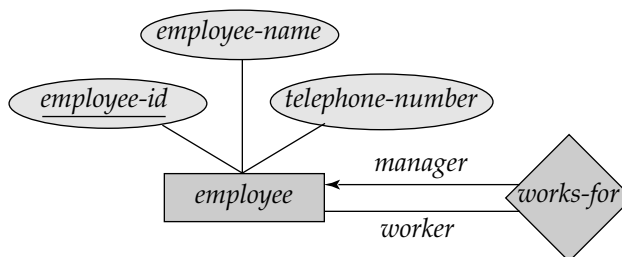 employee-name
employee-id
telephone-number
manager
employee
works-for
worker